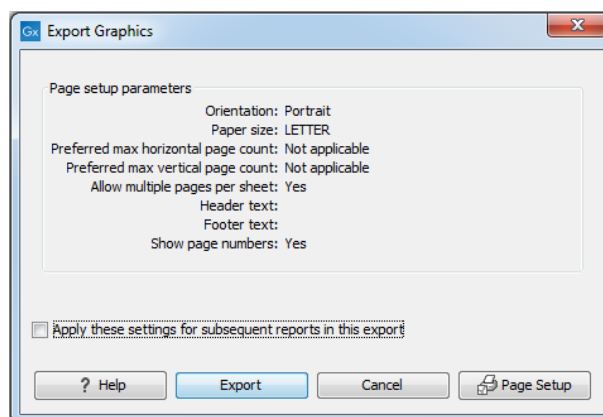 Gx Export Graphics
Page setup parameters
Orientation: Portrait
Paper size: LETTER
Preferred max horizontal page count: Not applicable
Preferred max vertical page count: Not applicable
Allow multiple pages per sheet: Yes
Header text:
Footer text:
Show page numbers: Yes
Apply these settings for subsequent reports in this export
? Help Export Cancel Page Setup